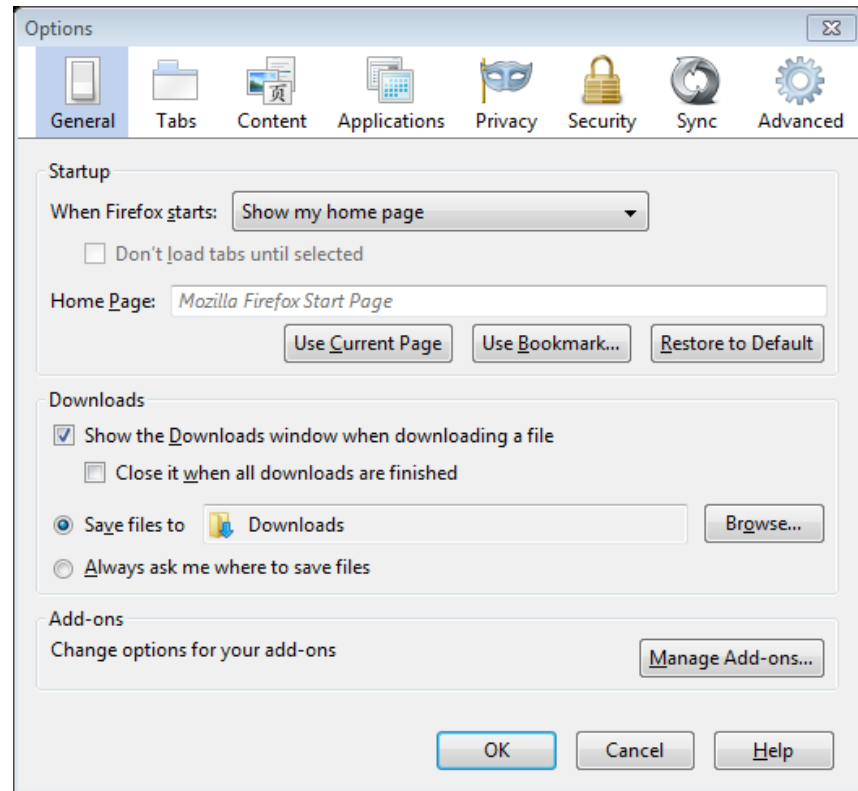 Options
General Tabs Content Applications Privacy Security Sync Advanced
Startup
When Firefox starts: Show my home page
Don't load tabs until selected
Home Page: Mozilla Firefox Start Page
Use Current Page Use Bookmark... Restore to Default
Downloads
Show the Downloads window when downloading a file
Close it when all downloads are finished
Save files to Downloads Browse...
Always ask me where to save files
Add-ons
Change options for your add-ons
Manage Add-ons...
OK Cancel Help